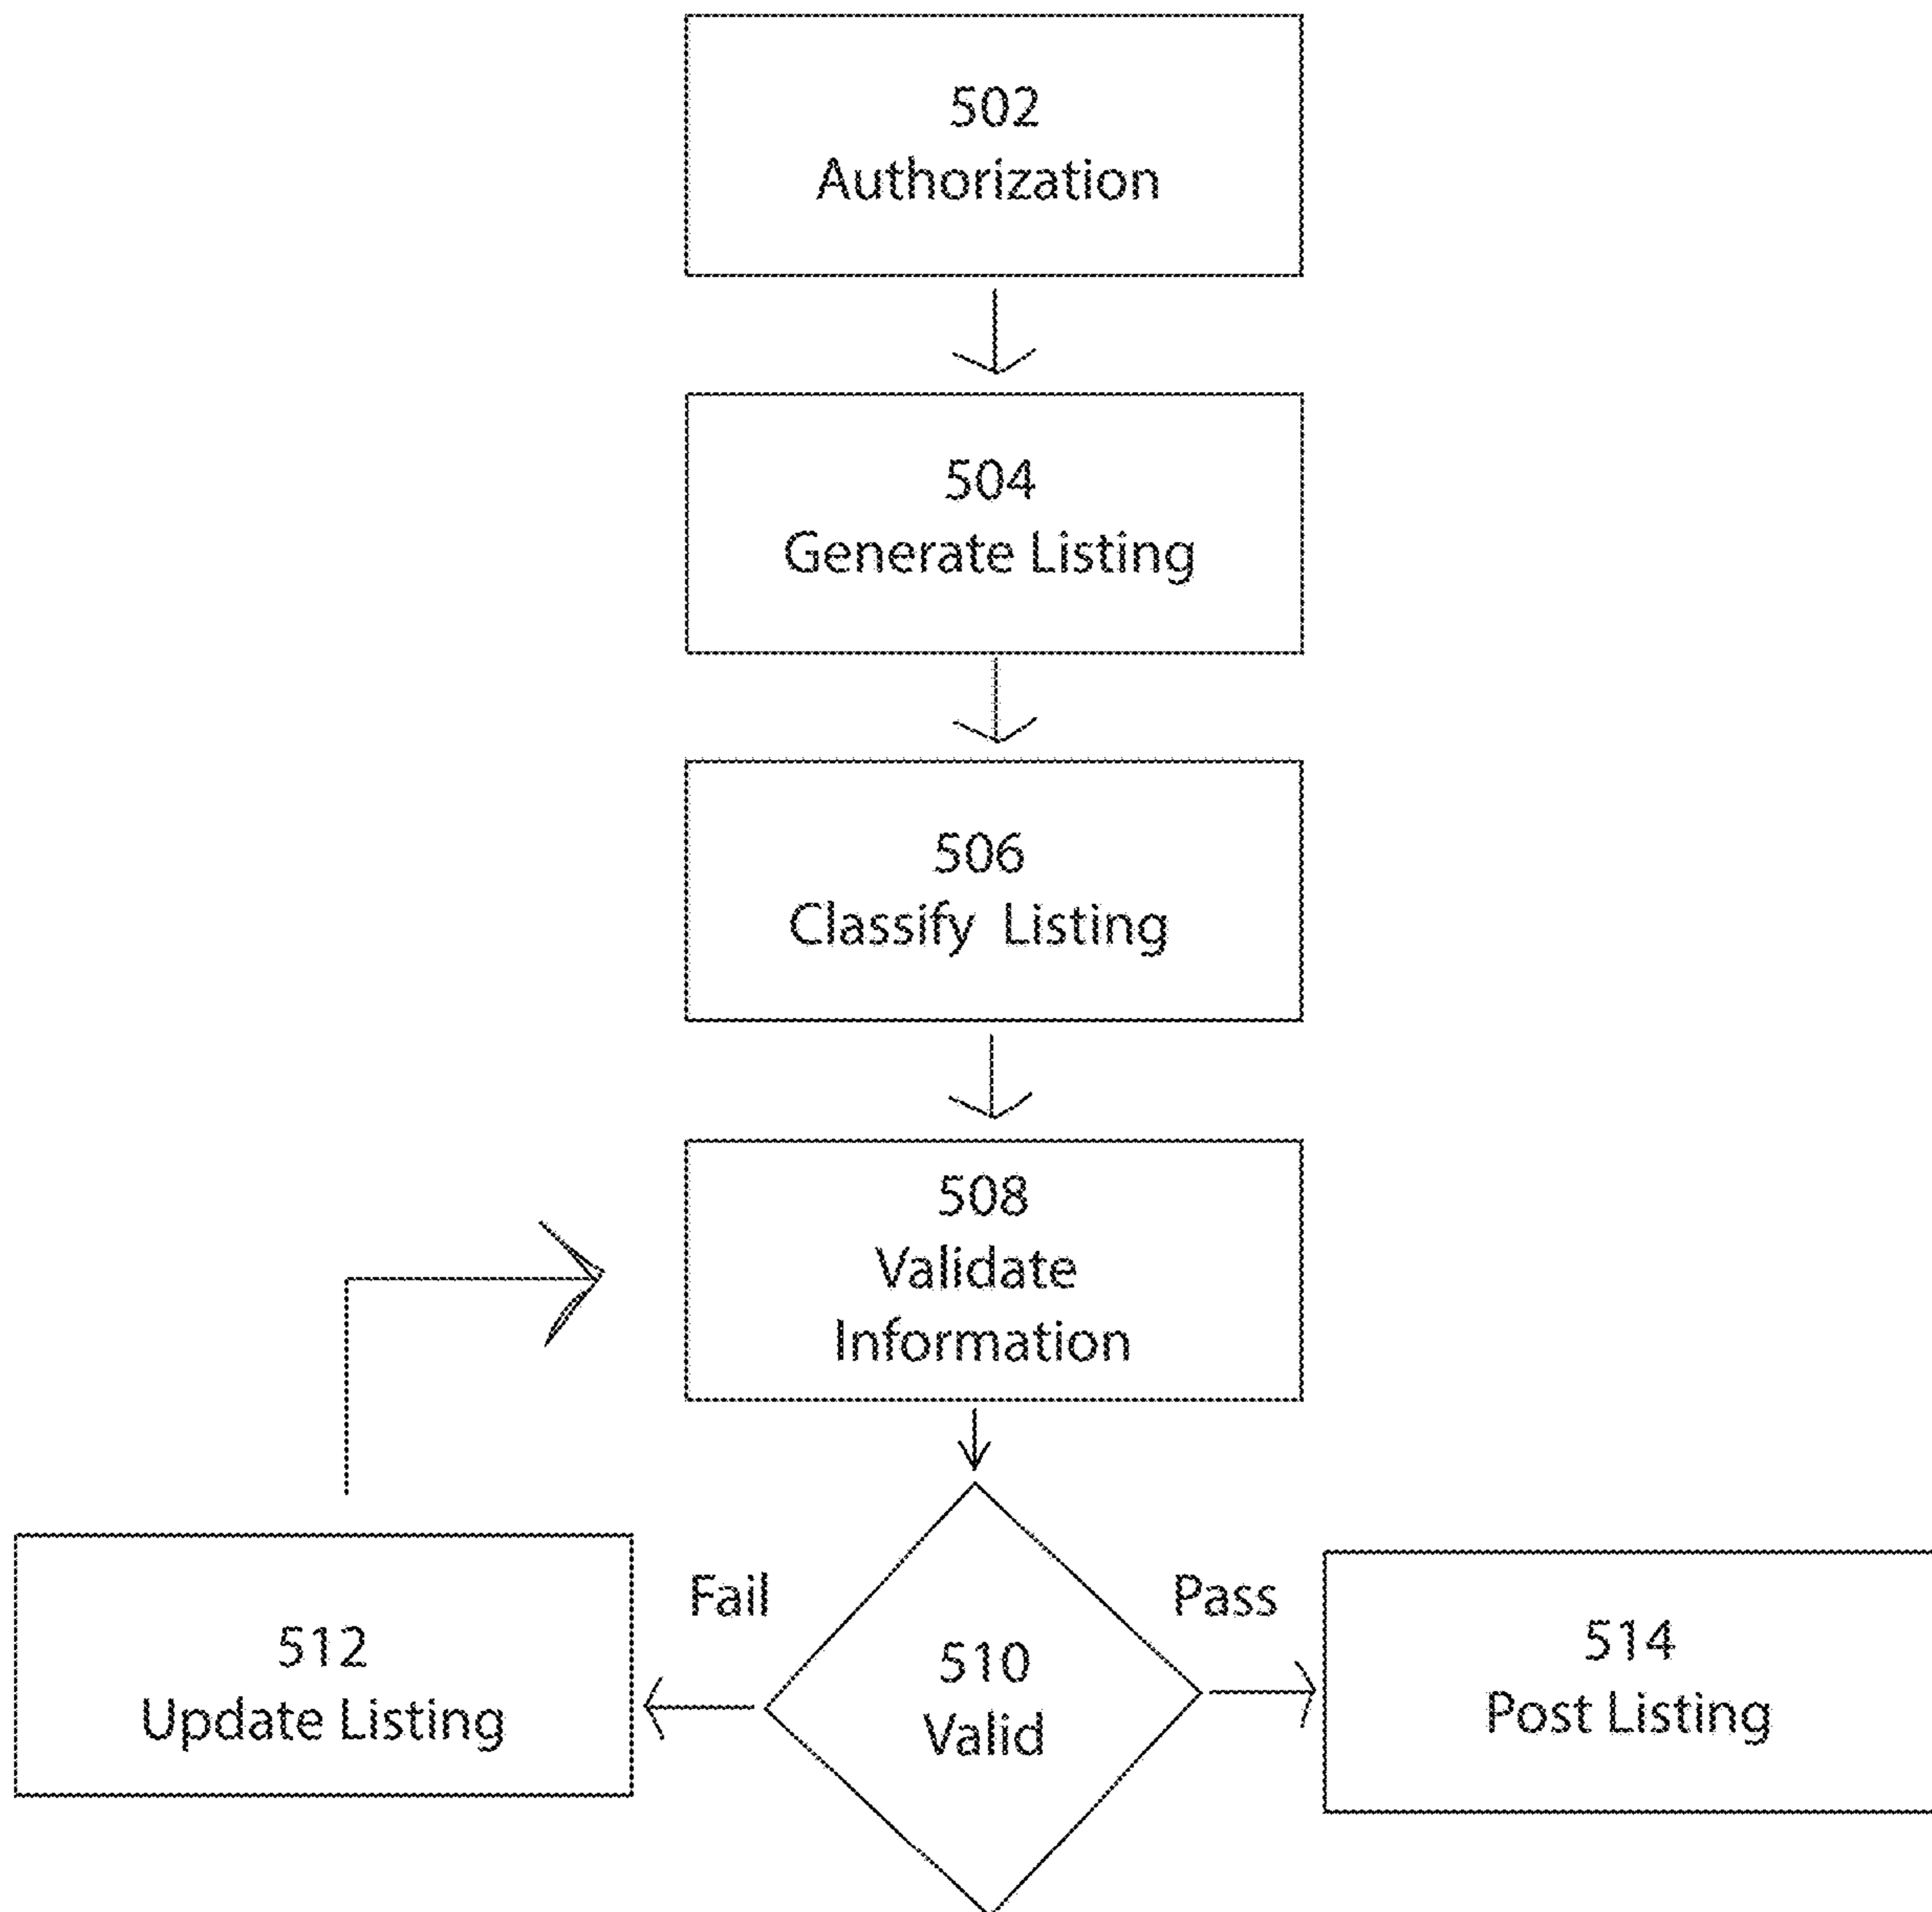 502
Authorization
504
Generate Listing
506
Classify Listing
508
Validate
Information
Fail
Pass
510
Valid
512
Update Listing
514
Post Listing